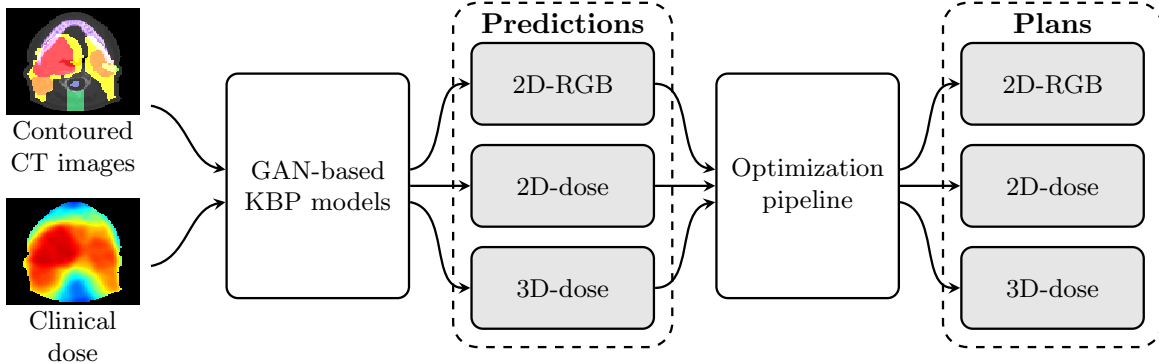 Contoured
CT images
Clinical
dose
GAN-based
KBP models
Predictions
2D-RGB
2D-dose
3D-dose
Optimization
pipeline
Plans
2D-RGB
2D-dose
3D-dose